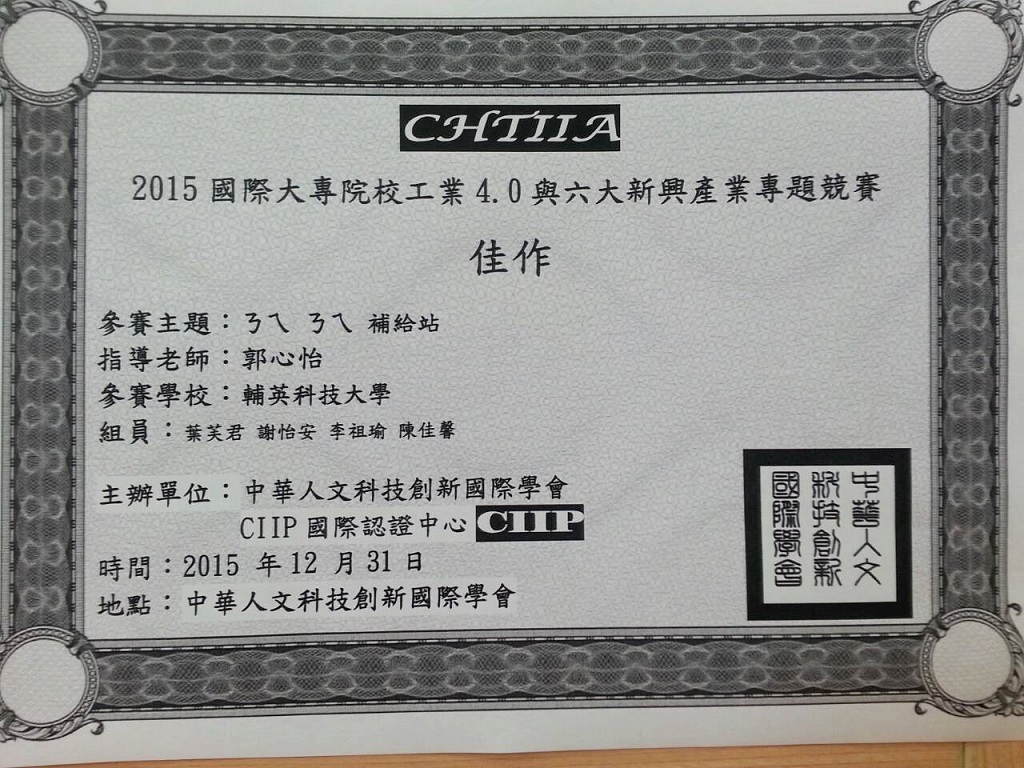 CHTIIA
2015 國際大專院校工業 4.0 與六大新興產業專題競賽
佳作
參賽主題：ㄋㄟ ㄋㄟ 補給站
指導老師：郭心怡
參賽學校：輔英科技大學
組員：葉芙君 謝怡安 李祖瑜 陳佳馨
主辦單位：中華人文科技創新國際學會
CIIP 國際認證中心 CIIP
時間：2015 年 12 月 31 日
地點：中華人文科技創新國際學會
中華人文
科技創新
國際學會